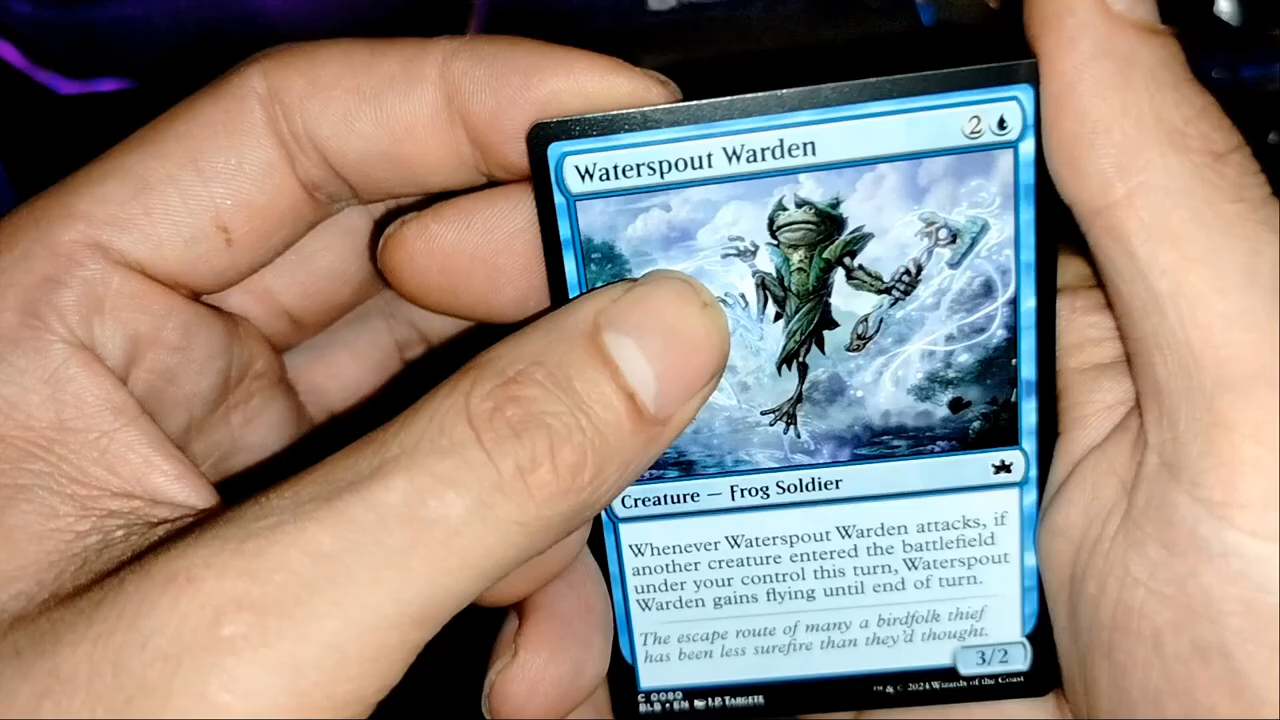 Waterspout Warden 2
Creature — Frog Soldier
Whenever Waterspout Warden attacks, if
another creature entered the battlefield
under your control this turn, Waterspout
Warden gains flying until end of turn.
The escape route of many a birdfolk thief
has been less surefire than they'd thought.
3/2
C 0080
BLB • EN
™ & © 2024 Wizards of the Coast